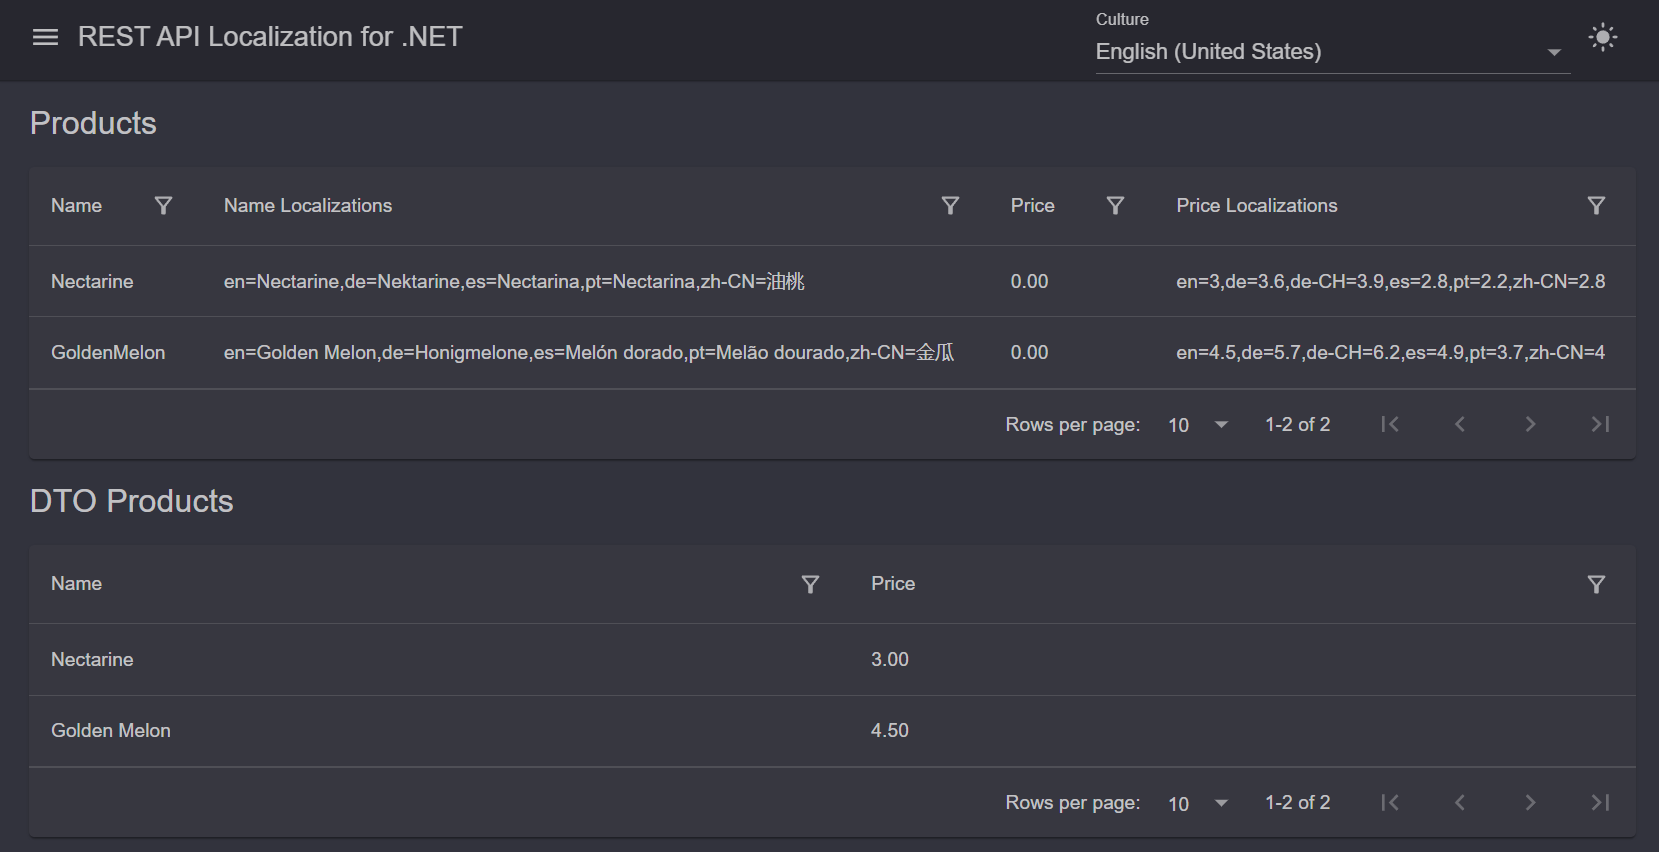 REST API Localization for .NET
Culture
English (United States)
Products
Name Name Localizations Price Price Localizations
Nectarine en=Nectarine,de=Nektarine,es=Nectarina,pt=Nectarina,zh-CN=油桃 0.00 en=3,de=3.6,de-CH=3.9,es=2.8,pt=2.2,zh-CN=2.8
GoldenMelon en=Golden Melon,de=Honigmelone,es=Melón dorado,pt=Melão dourado,zh-CN=金瓜 0.00 en=4.5,de=5.7,de-CH=6.2,es=4.9,pt=3.7,zh-CN=4
Rows per page: 10 1-2 of 2
DTO Products
Name Price
Nectarine 3.00
Golden Melon 4.50
Rows per page: 10 1-2 of 2